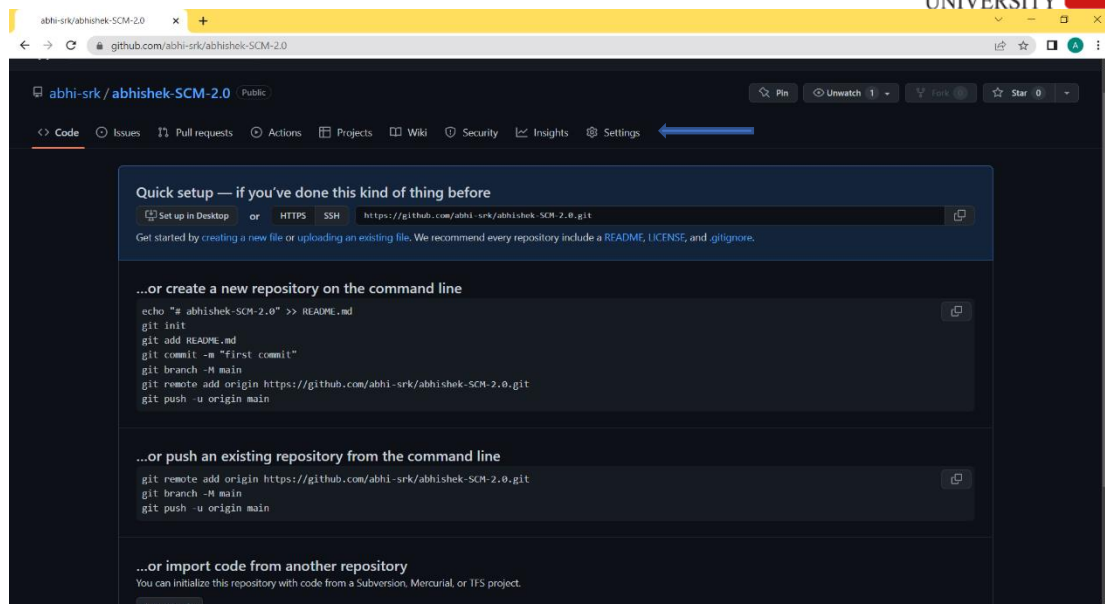 UNIVERSITY
abhi-srk/abhishek-SCM-2.0
github.com/abhi-srk/abhishek-SCM-2.0
A
abhi-srk / abhishek-SCM-2.0 Public
Pin Unwatch 1 Fork 0 Star 0
<> Code Issues Pull requests Actions Projects Wiki Security Insights Settings
Quick setup — if you've done this kind of thing before
Set up in Desktop or HTTPS SSH https://github.com/abhi-srk/abhishek-SCM-2.0.git
Get started by creating a new file or uploading an existing file. We recommend every repository include a README, LICENSE, and .gitignore.
...or create a new repository on the command line
echo "# abhishek-SCM-2.0" >> README.md
git init
git add README.md
git commit -m "first commit"
git branch -M main
git remote add origin https://github.com/abhi-srk/abhishek-SCM-2.0.git
git push -u origin main
...or push an existing repository from the command line
git remote add origin https://github.com/abhi-srk/abhishek-SCM-2.0.git
git branch -M main
git push -u origin main
...or import code from another repository
You can initialize this repository with code from a Subversion, Mercurial, or TFS project.